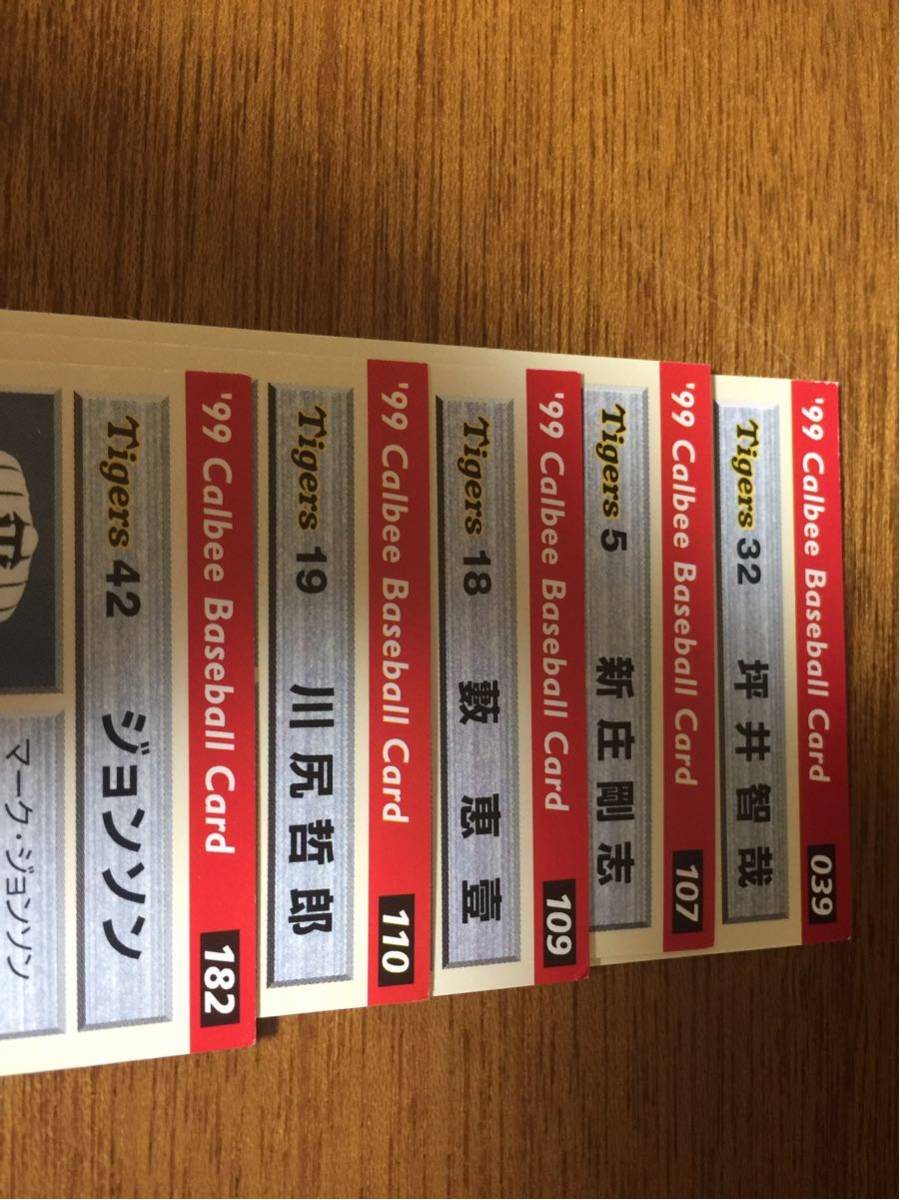 '99 Calbee Baseball Card 039
Tigers 32 坪井智哉
'99 Calbee Baseball Card 107
Tigers 5 新庄剛志
'99 Calbee Baseball Card 109
Tigers 18 藪恵壹
'99 Calbee Baseball Card 110
Tigers 19 川尻哲郎
'99 Calbee Baseball Card 182
Tigers 42 ジョンソン
マーク・ジョンソン